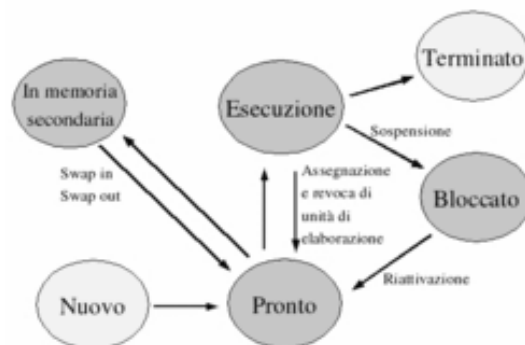 Terminato
In memoria
secondaria
Esecuzione
Sospensione
Swap in
Swap out
Assegnazione
e revoca di
unità di
elaborazione
Bloccato
Riattivazione
Nuovo
Pronto